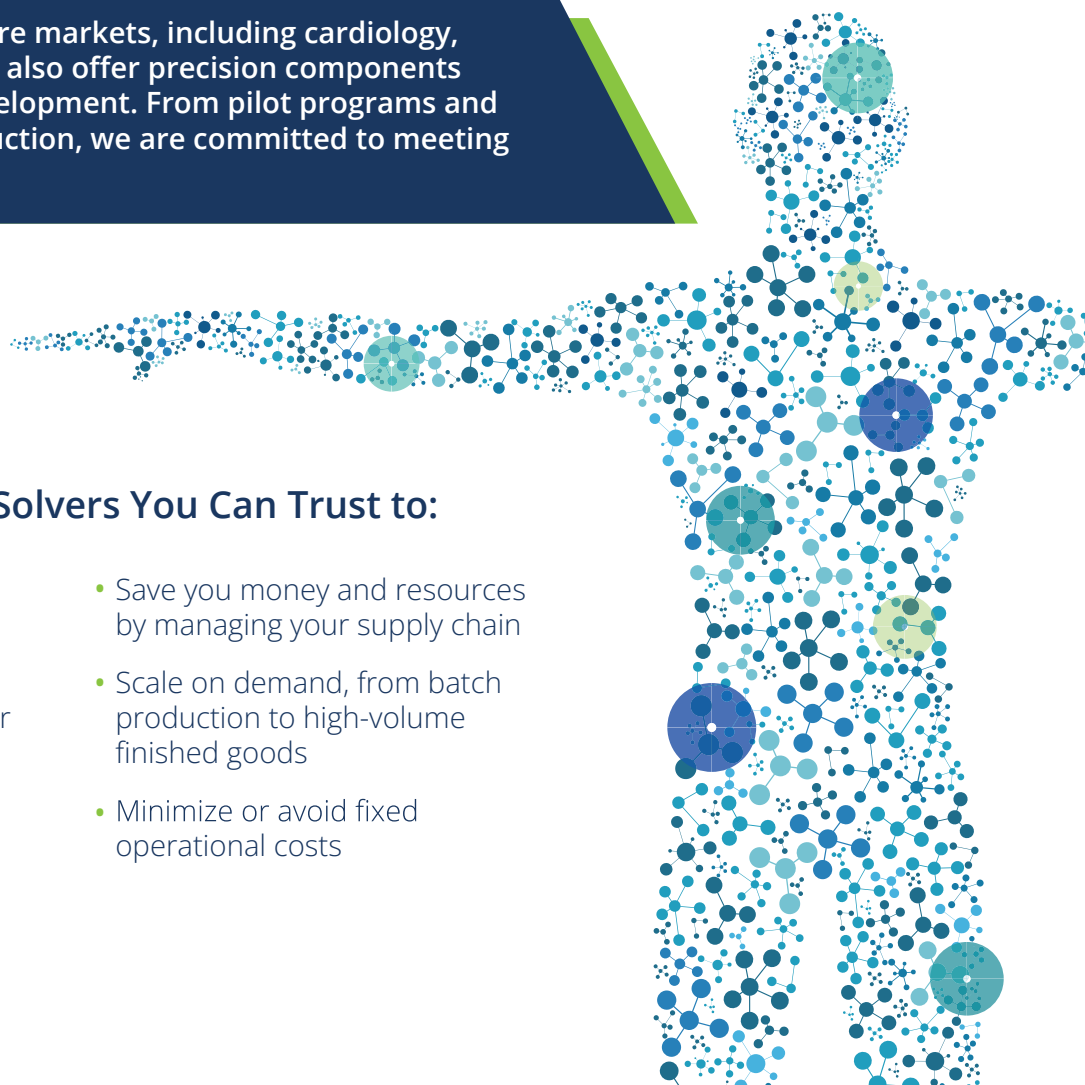 re markets, including cardiology,
also offer precision components
elopment. From pilot programs and
uction, we are committed to meeting
Solvers You Can Trust to:
• Save you money and resources
by managing your supply chain
• Scale on demand, from batch
r
production to high-volume
finished goods
• Minimize or avoid fixed
operational costs